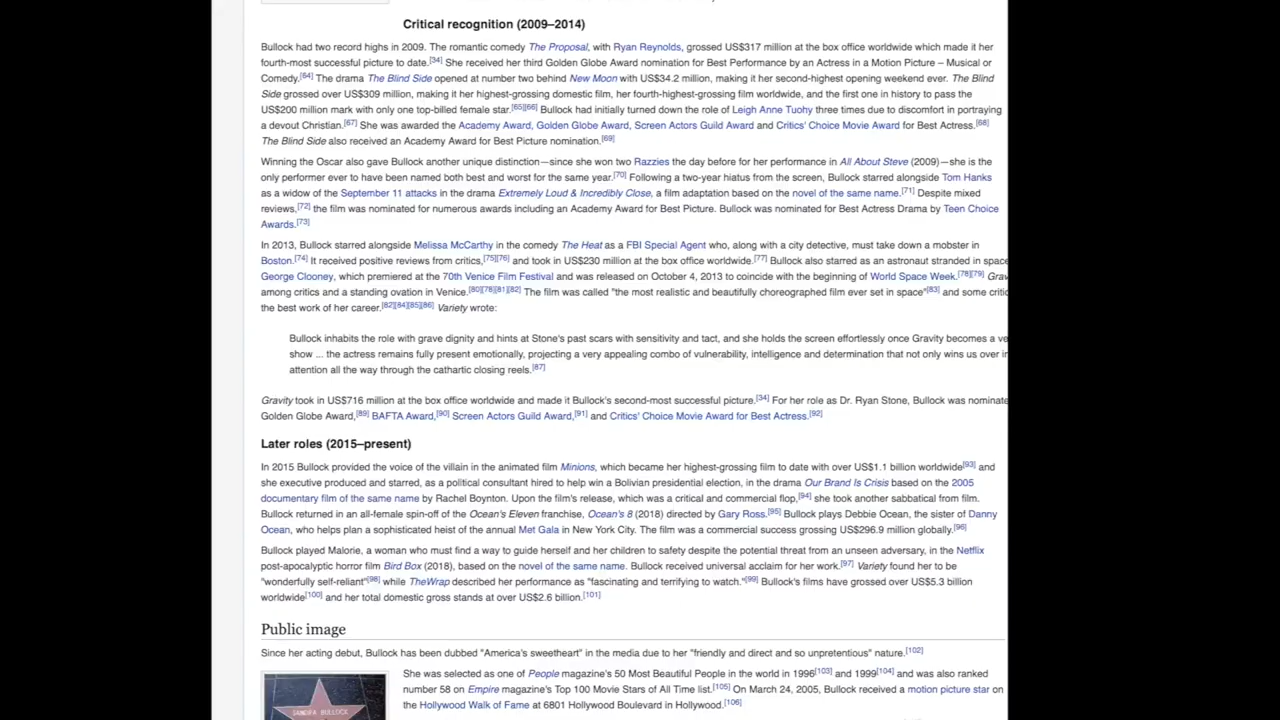 Critical recognition (2009–2014)
Bullock had two record highs in 2009. The romantic comedy The Proposal, with Ryan Reynolds, grossed US$317 million at the box office worldwide which made it her
fourth-most successful picture to date.[34] She received her third Golden Globe Award nomination for Best Performance by an Actress in a Motion Picture – Musical or
Comedy.[64] The drama The Blind Side opened at number two behind New Moon with US$34.2 million, making it her second-highest opening weekend ever. The Blind
Side grossed over US$309 million, making it her highest-grossing domestic film, her fourth-highest-grossing film worldwide, and the first one in history to pass the
US$200 million mark with only one top-billed female star.[65][66] Bullock had initially turned down the role of Leigh Anne Tuohy three times due to discomfort in portraying
a devout Christian.[67] She was awarded the Academy Award, Golden Globe Award, Screen Actors Guild Award and Critics' Choice Movie Award for Best Actress.[68]
The Blind Side also received an Academy Award for Best Picture nomination.[69]
Winning the Oscar also gave Bullock another unique distinction—since she won two Razzies the day before for her performance in All About Steve (2009)—she is the
only performer ever to have been named both best and worst for the same year.[70] Following a two-year hiatus from the screen, Bullock starred alongside Tom Hanks
as a widow of the September 11 attacks in the drama Extremely Loud & Incredibly Close, a film adaptation based on the novel of the same name.[71] Despite mixed
reviews,[72] the film was nominated for numerous awards including an Academy Award for Best Picture. Bullock was nominated for Best Actress Drama by Teen Choice
Awards.[73]
In 2013, Bullock starred alongside Melissa McCarthy in the comedy The Heat as a FBI Special Agent who, along with a city detective, must take down a mobster in
Boston.[74] It received positive reviews from critics,[75][76] and took in US$230 million at the box office worldwide.[77] Bullock also starred as an astronaut stranded in space
George Clooney, which premiered at the 70th Venice Film Festival and was released on October 4, 2013 to coincide with the beginning of World Space Week.[78][79] Grav
among critics and a standing ovation in Venice.[80][78][81][82] The film was called "the most realistic and beautifully choreographed film ever set in space"[83] and some critic
the best work of her career.[82][84][85][86] Variety wrote:
Bullock inhabits the role with grave dignity and hints at Stone's past scars with sensitivity and tact, and she holds the screen effortlessly once Gravity becomes a ve
show ... the actress remains fully present emotionally, projecting a very appealing combo of vulnerability, intelligence and determination that not only wins us over in
attention all the way through the cathartic closing reels.[87]
Gravity took in US$716 million at the box office worldwide and made it Bullock's second-most successful picture.[34] For her role as Dr. Ryan Stone, Bullock was nominate
Golden Globe Award,[89] BAFTA Award,[90] Screen Actors Guild Award,[91] and Critics' Choice Movie Award for Best Actress.[92]
Later roles (2015–present)
In 2015 Bullock provided the voice of the villain in the animated film Minions, which became her highest-grossing film to date with over US$1.1 billion worldwide[93] and
she executive produced and starred, as a political consultant hired to help win a Bolivian presidential election, in the drama Our Brand Is Crisis based on the 2005
documentary film of the same name by Rachel Boynton. Upon the film's release, which was a critical and commercial flop,[94] she took another sabbatical from film.
Bullock returned in an all-female spin-off of the Ocean's Eleven franchise, Ocean's 8 (2018) directed by Gary Ross.[95] Bullock plays Debbie Ocean, the sister of Danny
Ocean, who helps plan a sophisticated heist of the annual Met Gala in New York City. The film was a commercial success grossing US$296.9 million globally.[96]
Bullock played Malorie, a woman who must find a way to guide herself and her children to safety despite the potential threat from an unseen adversary, in the Netflix
post-apocalyptic horror film Bird Box (2018), based on the novel of the same name. Bullock received universal acclaim for her work.[97] Variety found her to be
"wonderfully self-reliant"[98] while TheWrap described her performance as "fascinating and terrifying to watch."[99] Bullock's films have grossed over US$5.3 billion
worldwide[100] and her total domestic gross stands at over US$2.6 billion.[101]
Public image
Since her acting debut, Bullock has been dubbed "America's sweetheart" in the media due to her "friendly and direct and so unpretentious" nature.[102]
She was selected as one of People magazine's 50 Most Beautiful People in the world in 1996[103] and 1999[104] and was also ranked
number 58 on Empire magazine's Top 100 Movie Stars of All Time list.[105] On March 24, 2005, Bullock received a motion picture star on
the Hollywood Walk of Fame at 6801 Hollywood Boulevard in Hollywood.[106]
SANDRA BULLOCK